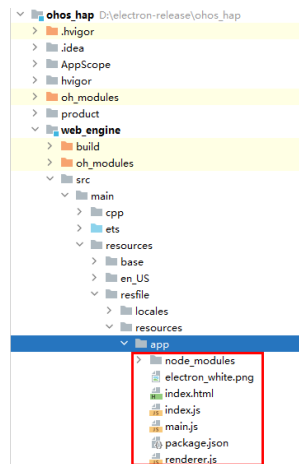 ohos_hap D:\electron-release\ohos_hap
.hvigor
.idea
AppScope
hvigor
oh_modules
product
web_engine
build
oh_modules
src
main
cpp
ets
resources
base
en_US
resfile
locales
resources
app
node_modules
electron_white.png
index.html
index.js
main.js
package.json
renderer.js